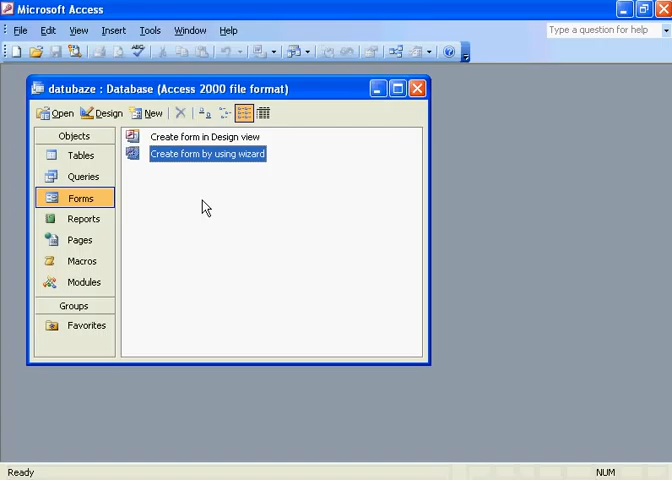 Microsoft Access
File Edit View Insert Tools Window Help
Type a question for help
datubaze : Database (Access 2000 file format)
Open Design New
Objects
Tables
Queries
Forms
Reports
Pages
Macros
Modules
Groups
Favorites
Create form in Design view
Create form by using wizard
Ready
NUM